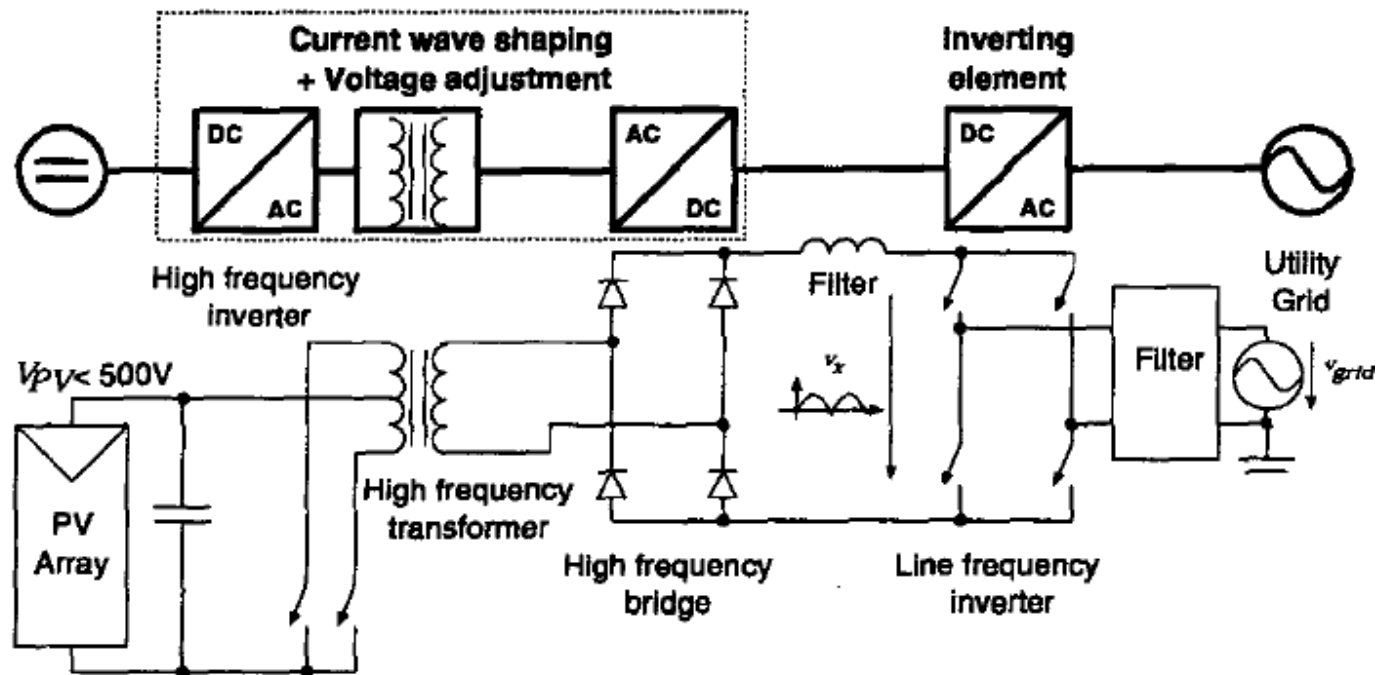 Current wave shaping
+ Voltage adjustment
Inverting
element
DC
AC
AC
DC
DC
AC
High frequency
inverter
Filter
Utility
Grid
VPV< 500V
vx
Filter
vgrid
PV
Array
High frequency
transformer
High frequency
bridge
Line frequency
inverter